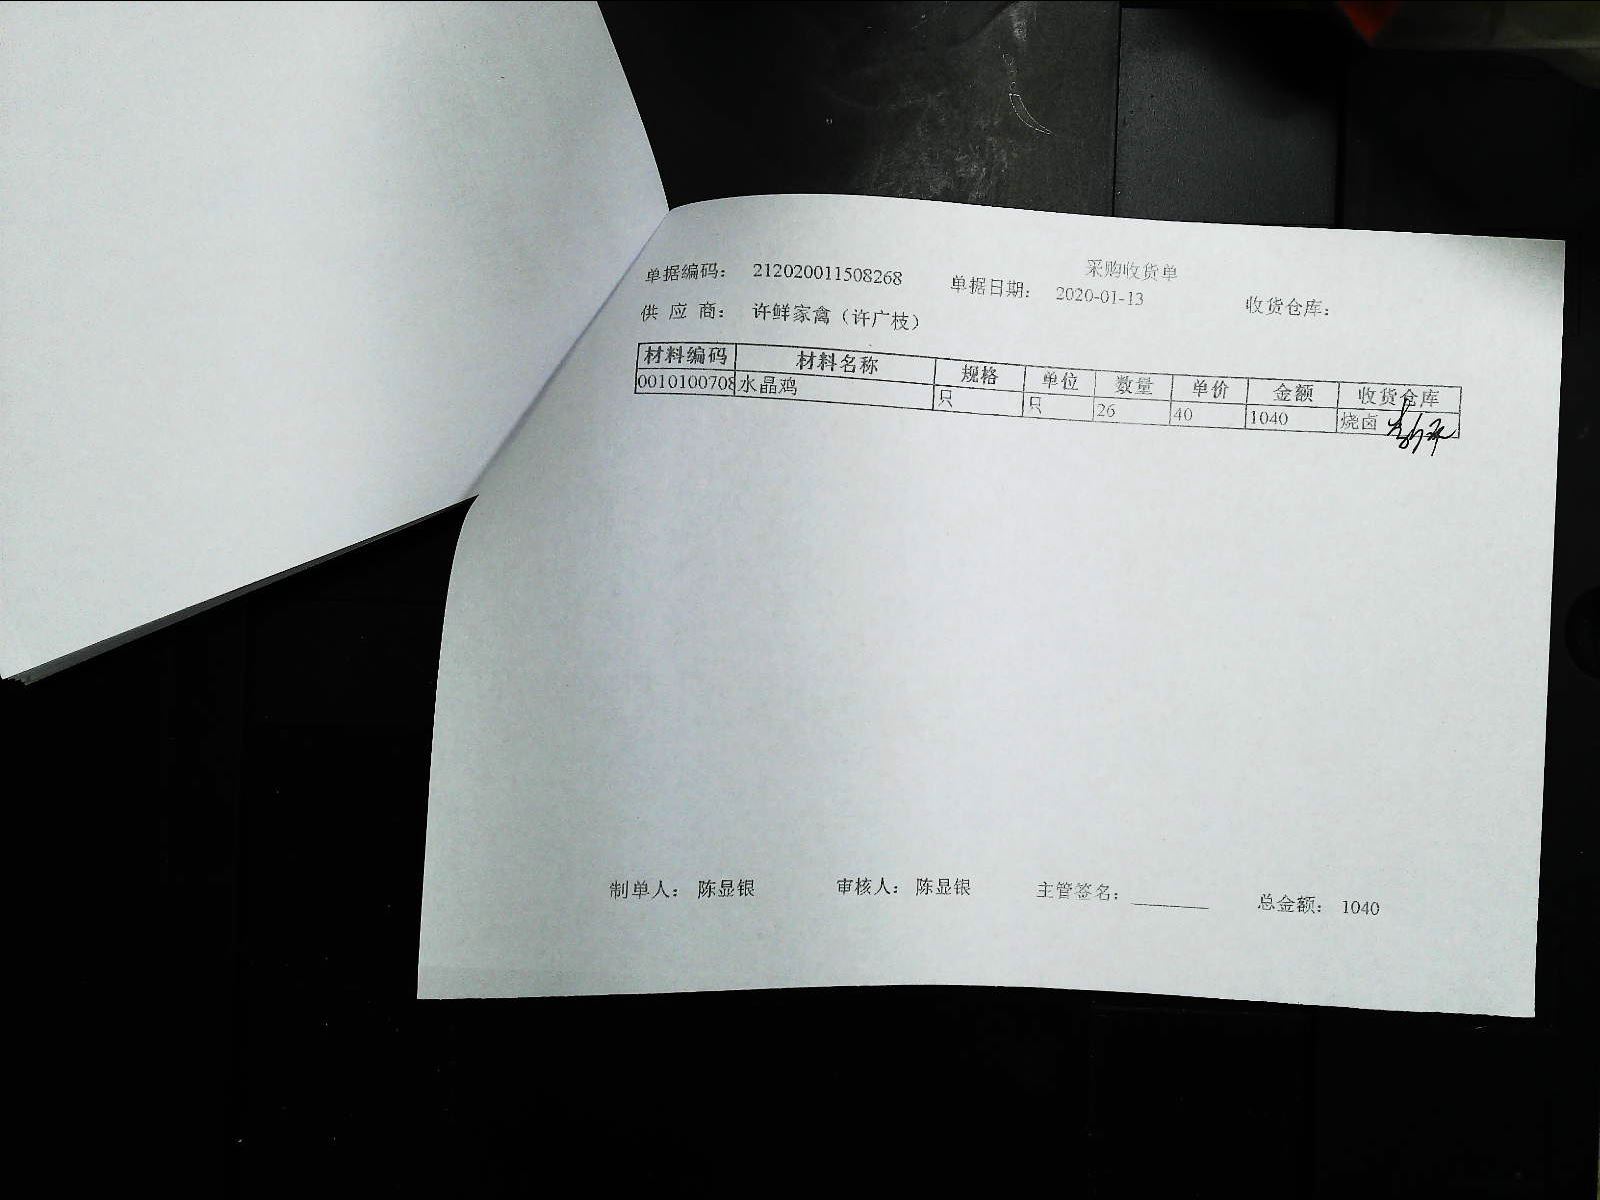 采购收货单
单据编码： 212020011508268 单据日期： 2020-01-13 收货仓库：
供 应 商： 许鲜家禽（许广枝）
材料编码 材料名称 规格 单位 数量 单价 金额 收货仓库
0010100708 水晶鸡 只 只 26 40 1040 烧卤
制单人： 陈显银 审核人： 陈显银 主管签名： 总金额： 1040